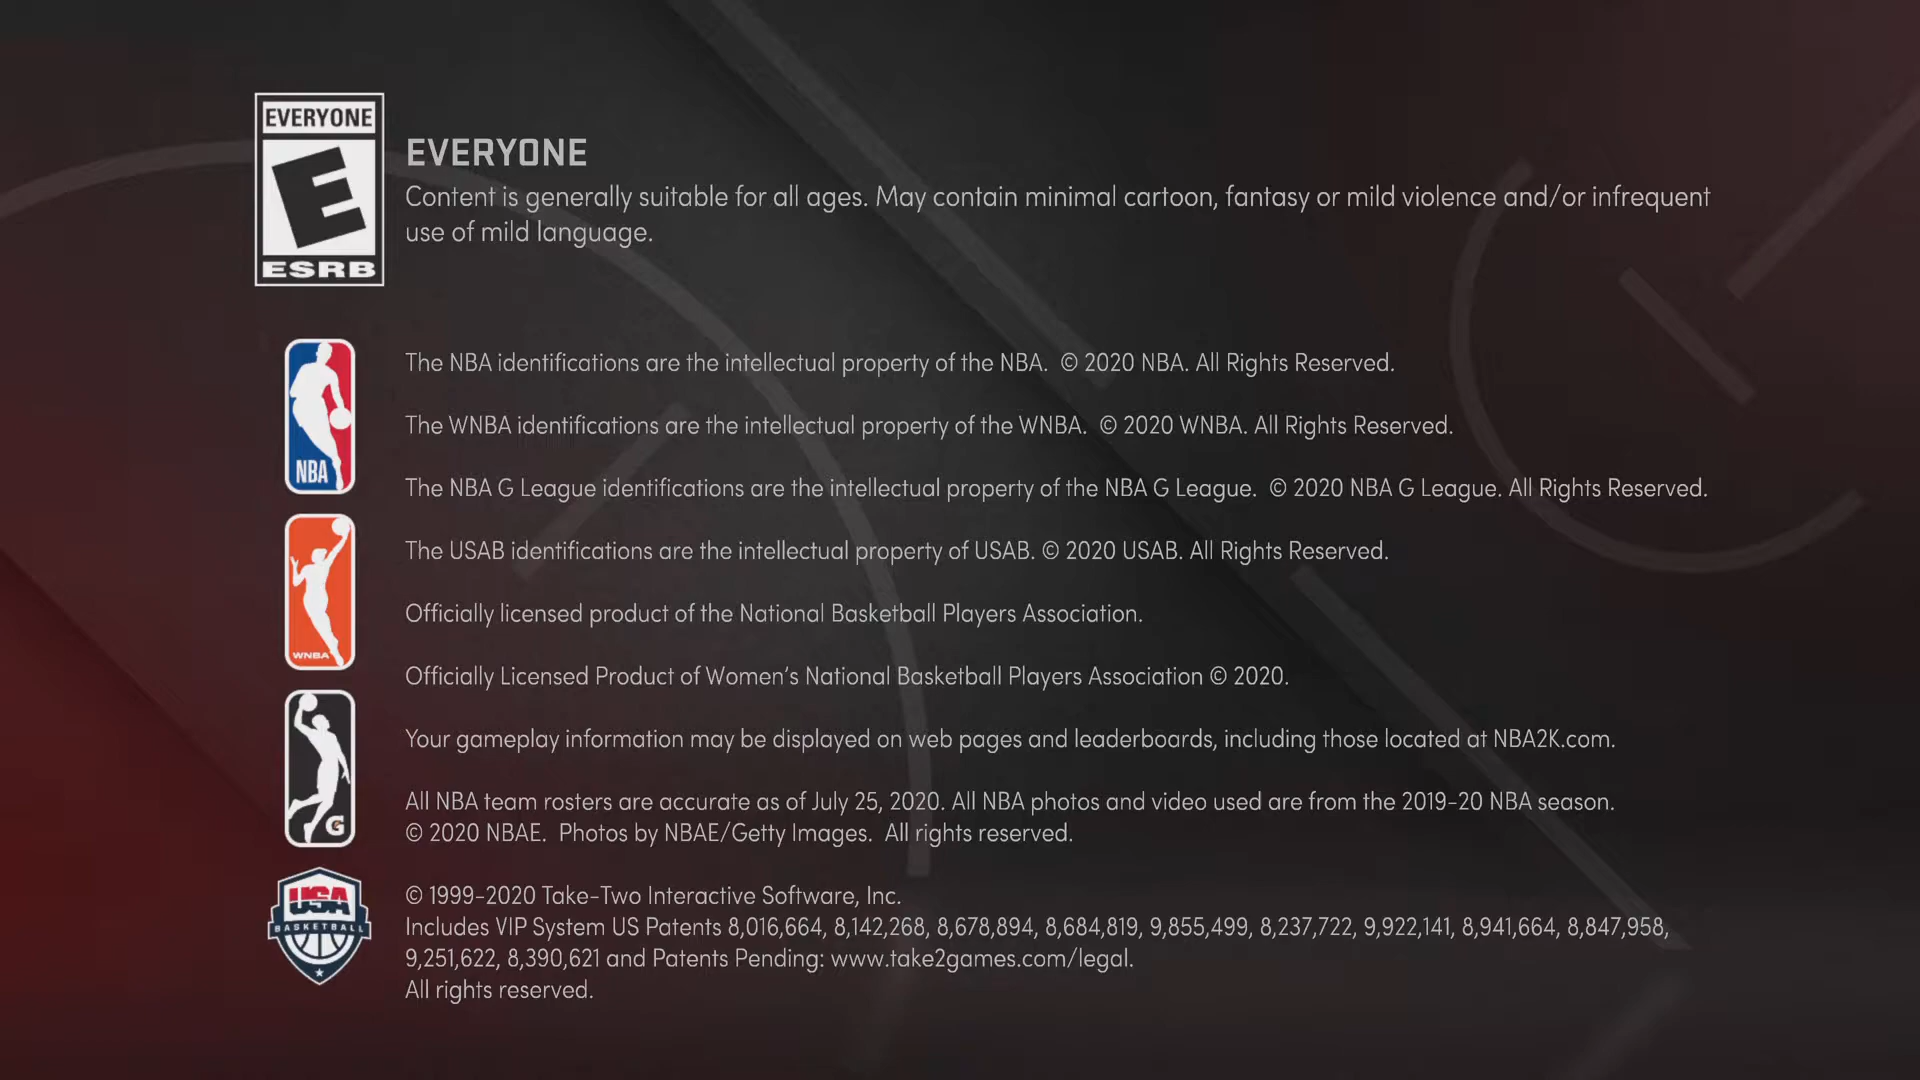 EVERYONE
E
ESRB
EVERYONE
Content is generally suitable for all ages. May contain minimal cartoon, fantasy or mild violence and/or infrequent
use of mild language.
NBA
The NBA identifications are the intellectual property of the NBA.  © 2020 NBA. All Rights Reserved.
The WNBA identifications are the intellectual property of the WNBA.  © 2020 WNBA. All Rights Reserved.
The NBA G League identifications are the intellectual property of the NBA G League.  © 2020 NBA G League. All Rights Reserved.
WNBA
The USAB identifications are the intellectual property of USAB. © 2020 USAB. All Rights Reserved.
Officially licensed product of the National Basketball Players Association.
Officially Licensed Product of Women's National Basketball Players Association © 2020.
G
Your gameplay information may be displayed on web pages and leaderboards, including those located at NBA2K.com.
All NBA team rosters are accurate as of July 25, 2020. All NBA photos and video used are from the 2019-20 NBA season.
© 2020 NBAE.  Photos by NBAE/Getty Images.  All rights reserved.
USA
BASKETBALL
© 1999-2020 Take-Two Interactive Software, Inc.
Includes VIP System US Patents 8,016,664, 8,142,268, 8,678,894, 8,684,819, 9,855,499, 8,237,722, 9,922,141, 8,941,664, 8,847,958,
9,251,622, 8,390,621 and Patents Pending: www.take2games.com/legal.
All rights reserved.